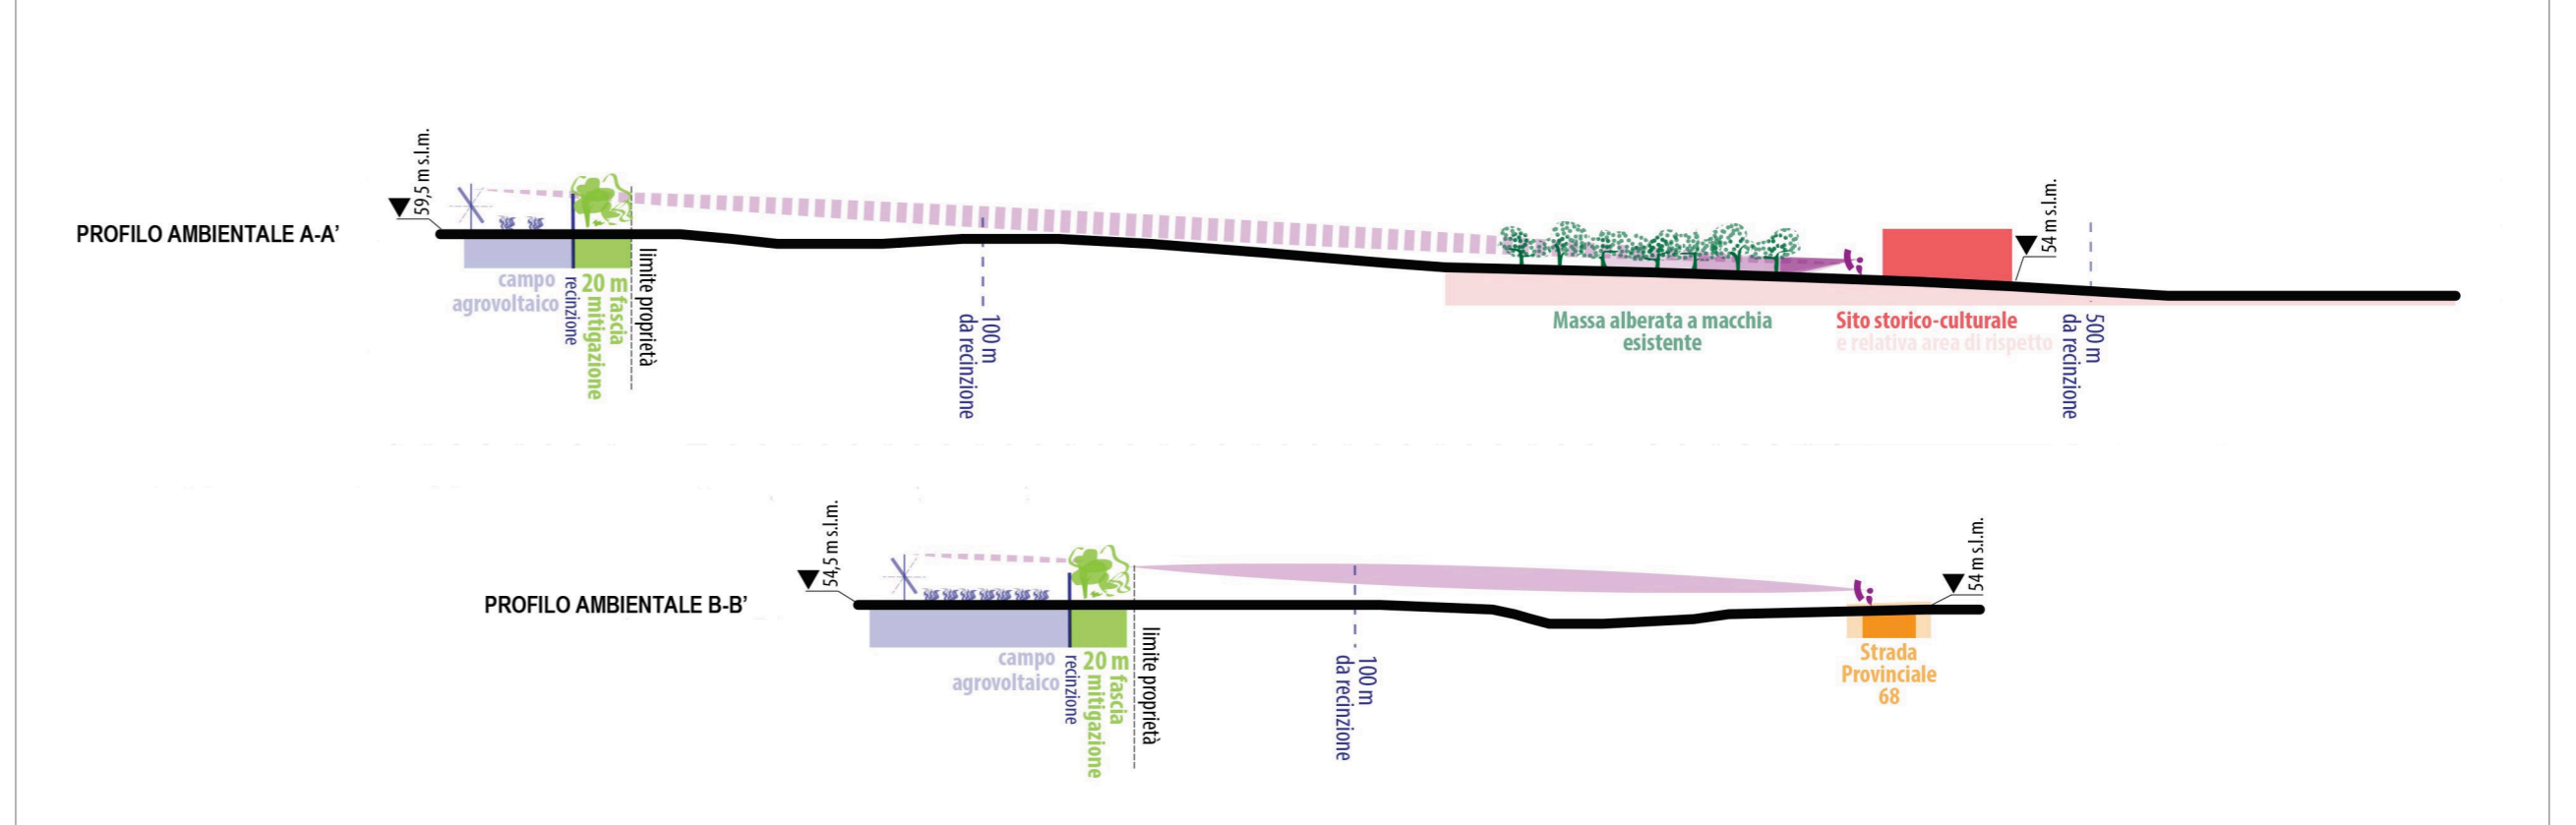 59,5 m s.l.m.
PROFILO AMBIENTALE A-A’
campo
agrovoltaico
recinzione
20 m fascia
mitigazione
limite proprietà
100 m
da recinzione
Massa alberata a macchia
esistente
Sito storico-culturale
e relativa area di rispetto
54 m s.l.m.
500 m
da recinzione
54,5 m s.l.m.
PROFILO AMBIENTALE B-B’
campo
agrovoltaico
recinzione
20 m fascia
mitigazione
limite proprietà
100 m
da recinzione
54 m s.l.m.
Strada
Provinciale
68